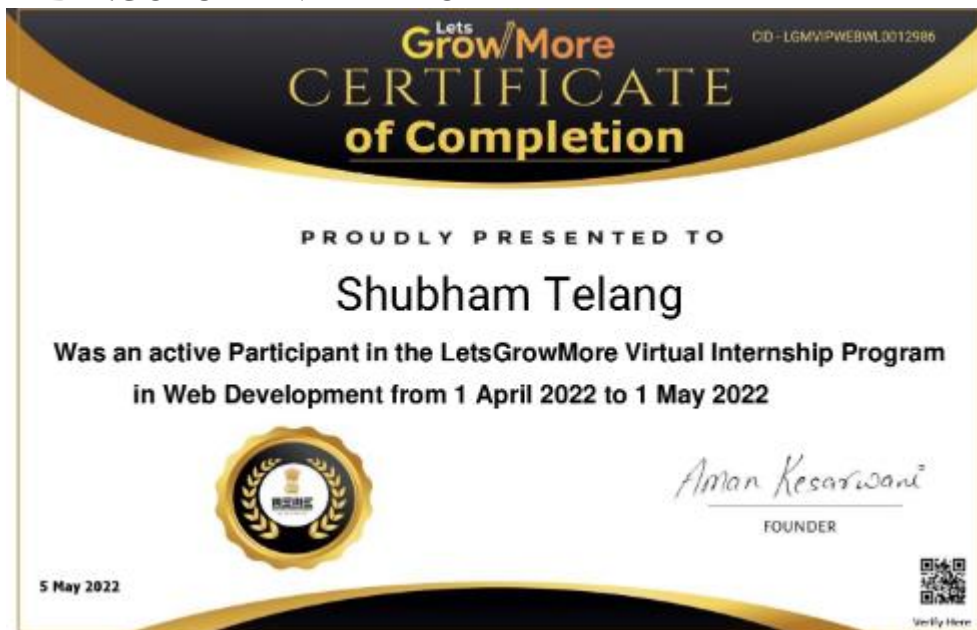 Lets
GrowMore
CID-LGMVIPWEBWL0012986
CERTIFICATE
of Completion
PROUDLY PRESENTED TO
Shubham Telang
Was an active Participant in the LetsGrowMore Virtual Internship Program
in Web Development from 1 April 2022 to 1 May 2022
Aman Kesarwani
FOUNDER
5 May 2022
Verify Here